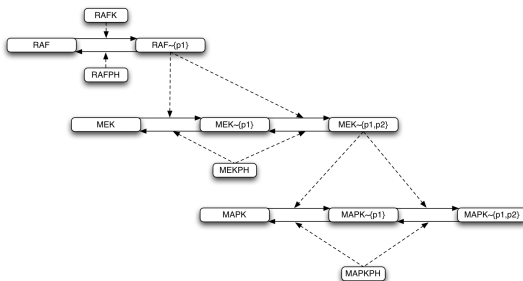 RAFK
RAF
RAF~{p1}
RAFPH
MEK
MEK~{p1}
MEK~{p1,p2}
MEKPH
MAPK
MAPK~{p1}
MAPK~{p1,p2}
MAPKPH